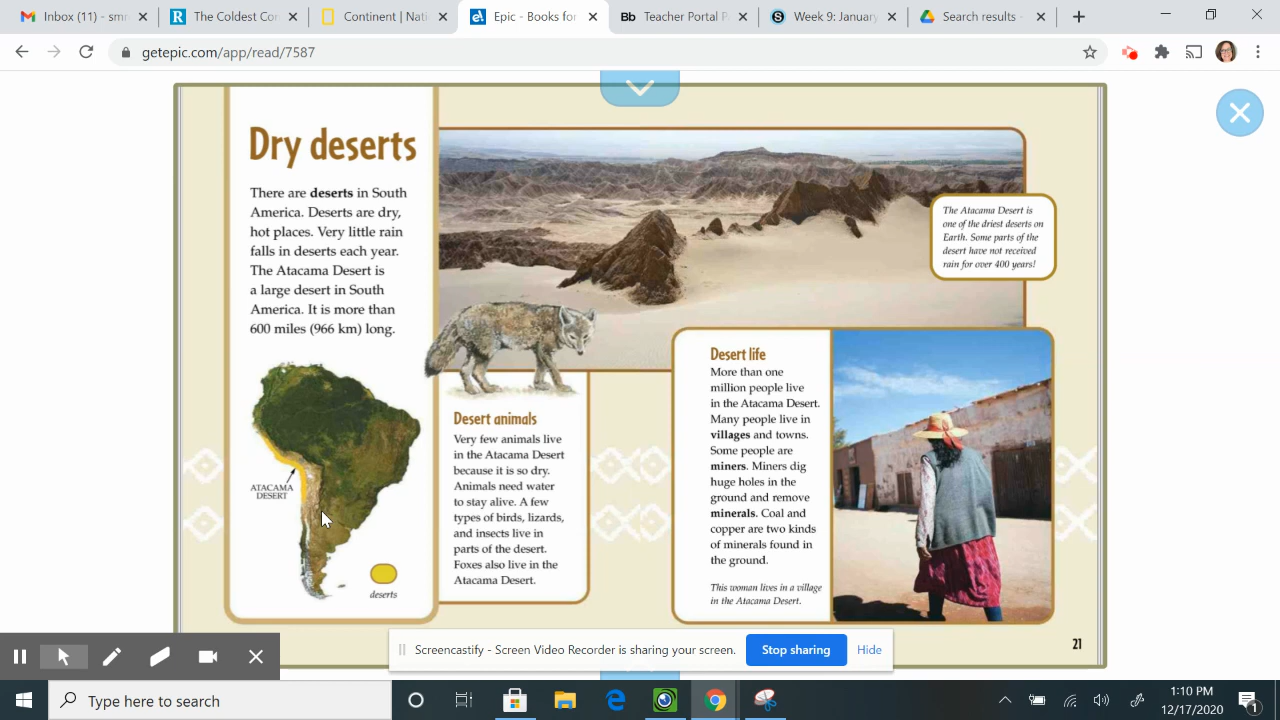 Inbox (11) - sm
The Coldest Co
Continent | Nati
Epic - Books for
Bb Teacher Portal P
Week 9: January
Search results -
getepic.com/app/read/7587
Dry deserts
There are deserts in South
America. Deserts are dry,
hot places. Very little rain
falls in deserts each year.
The Atacama Desert is
a large desert in South
America. It is more than
600 miles (966 km) long.
ATACAMA
DESERT
deserts
The Atacama Desert is
one of the driest deserts on
Earth. Some parts of the
desert have not received
rain for over 400 years!
Desert animals
Very few animals live
in the Atacama Desert
because it is so dry.
Animals need water
to stay alive. A few
types of birds, lizards,
and insects live in
parts of the desert.
Foxes also live in the
Atacama Desert.
Desert life
More than one
million people live
in the Atacama Desert.
Many people live in
villages and towns.
Some people are
miners. Miners dig
huge holes in the
ground and remove
minerals. Coal and
copper are two kinds
of minerals found in
the ground.
This woman lives in a village
in the Atacama Desert.
21
Screencastify - Screen Video Recorder is sharing your screen.
Stop sharing
Hide
Type here to search
1:10 PM
12/17/2020
1